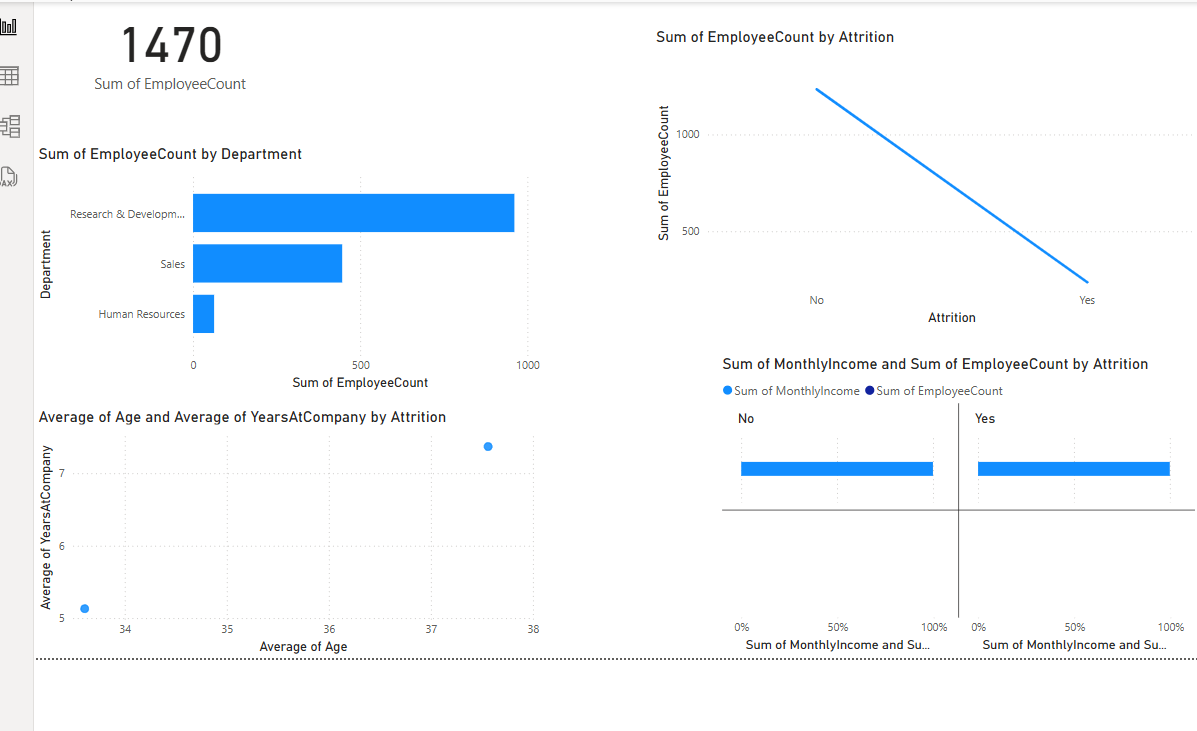 1470
Sum of EmployeeCount
Sum of EmployeeCount by Department
Department
Research & Developm...
Sales
Human Resources
0
500
1000
Sum of EmployeeCount
Average of Age and Average of YearsAtCompany by Attrition
Average of YearsAtCompany
7
6
5
34
35
36
37
38
Average of Age
Sum of EmployeeCount by Attrition
Sum of EmployeeCount
1000
500
No
Yes
Attrition
Sum of MonthlyIncome and Sum of EmployeeCount by Attrition
Sum of MonthlyIncome
Sum of EmployeeCount
No
Yes
0%
50%
100%
0%
50%
100%
Sum of MonthlyIncome and Su...
Sum of MonthlyIncome and Su...